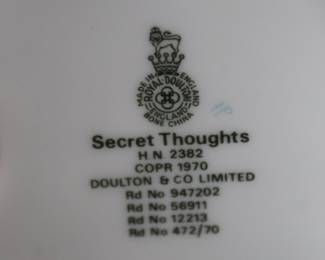 MADE IN ENGLAND
ROYAL DOULTON
ENGLAND
BONE CHINA
Secret Thoughts
H.N. 2382
COPR 1970
DOULTON & CO LIMITED
Rd No 947202
Rd No 56911
Rd No 12213
Rd No 472/70